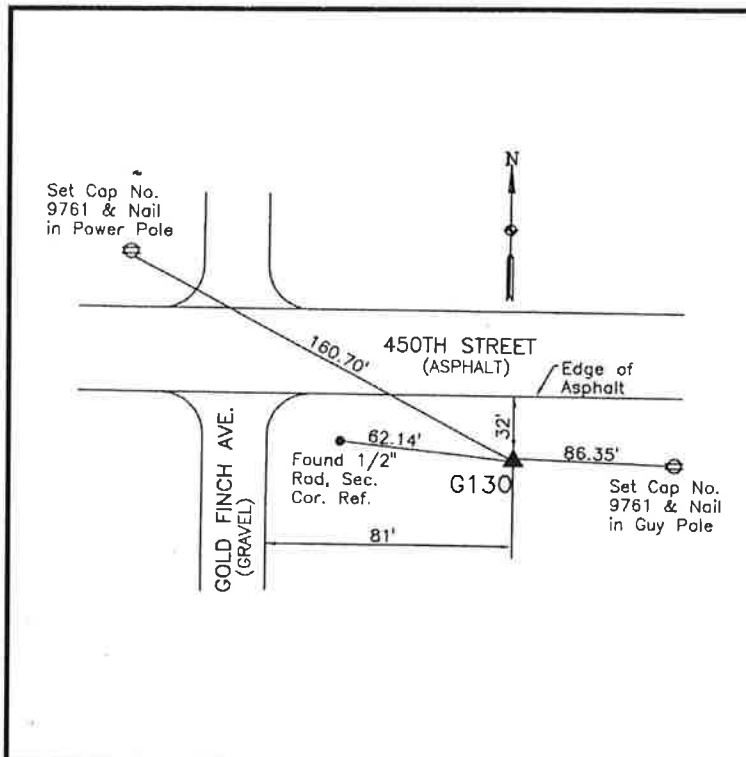 N
Set Cap No.
9761 & Nail
in Power Pole
160.70'
450TH STREET
(ASPHALT)
Edge of
Asphalt
32'
62.14'
86.35'
Found 1/2"
Rod, Sec.
Cor. Ref.
G130
Set Cap No.
9761 & Nail
in Guy Pole
81'
GOLD FINCH AVE.
(GRAVEL)